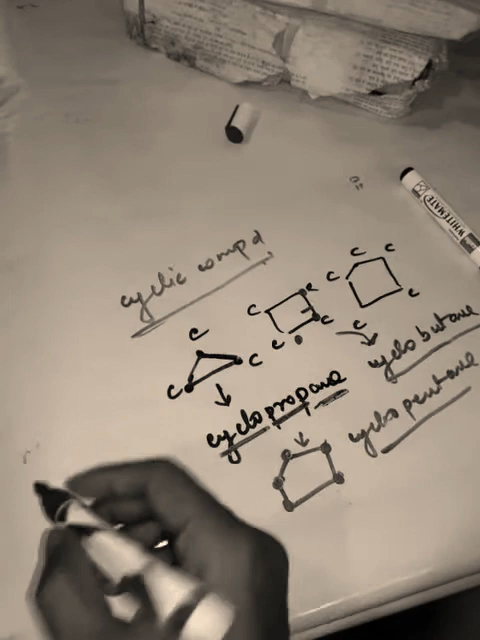 cyclic compd
C C C
C C C
C C C
C C C
cyclobutane
cyclopropane
cyclopentane
WHITEMATE